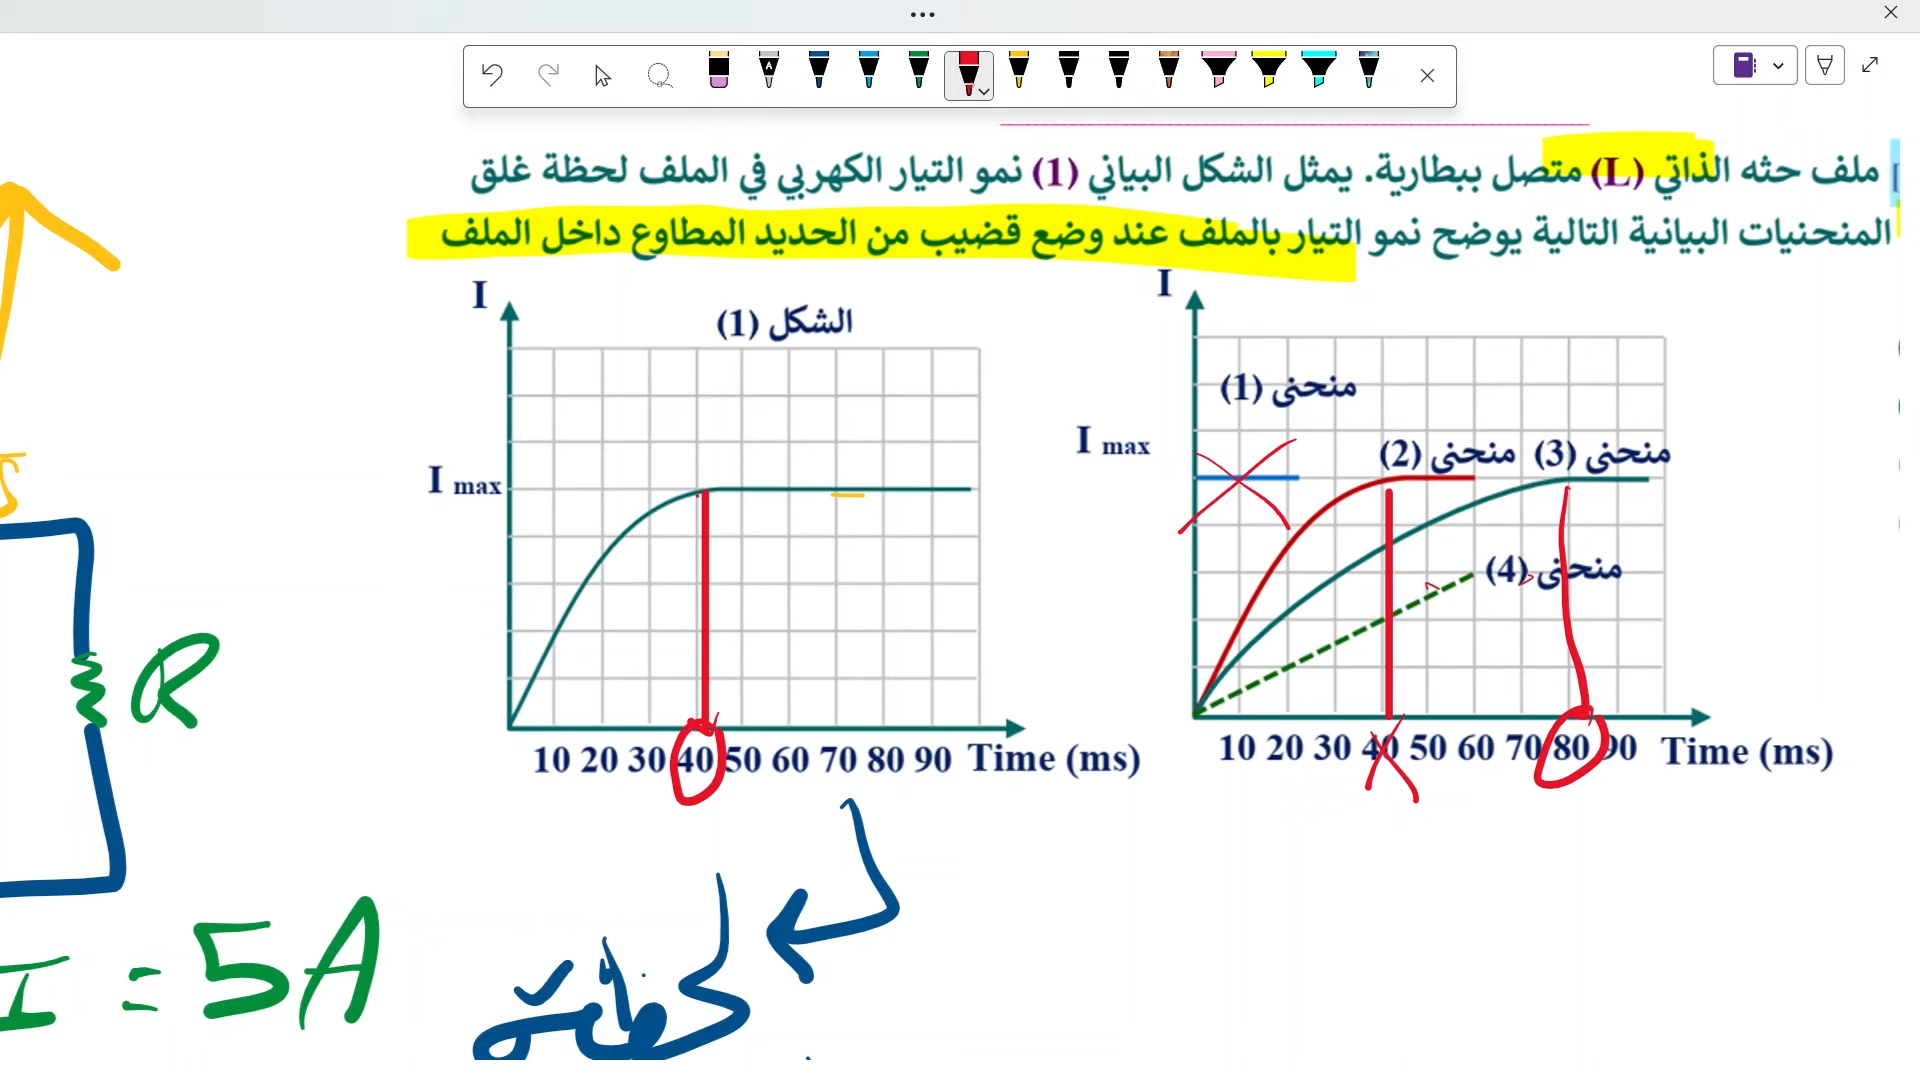 ملف حثه الذاتي (L) متصل ببطارية. يمثل الشكل البياني (1) نمو التيار الكهربي في الملف لحظة غلق
المنحنيات البيانية التالية يوضح نمو التيار بالملف عند وضع قضيب من الحديد المطاوع داخل الملف
I
الشكل (1)
I max
10 20 30 40 50 60 70 80 90 Time (ms)
I
منحنى (1)
I max
منحنى (2)
منحنى (3)
منحنى (4)
10 20 30 40 50 60 70 80 90 Time (ms)
R
I = 5A